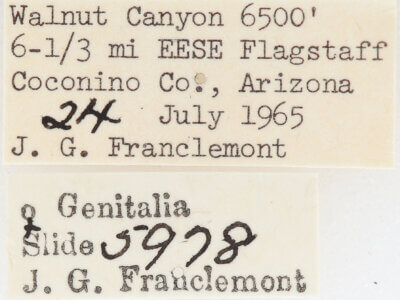 Walnut Canyon 6500'
6-1/3 mi EESE Flagstaff
Coconino Co., Arizona
24 July 1965
J. G. Franclemont
♀ Genitalia
Slide 5978
J. G. Franclemont